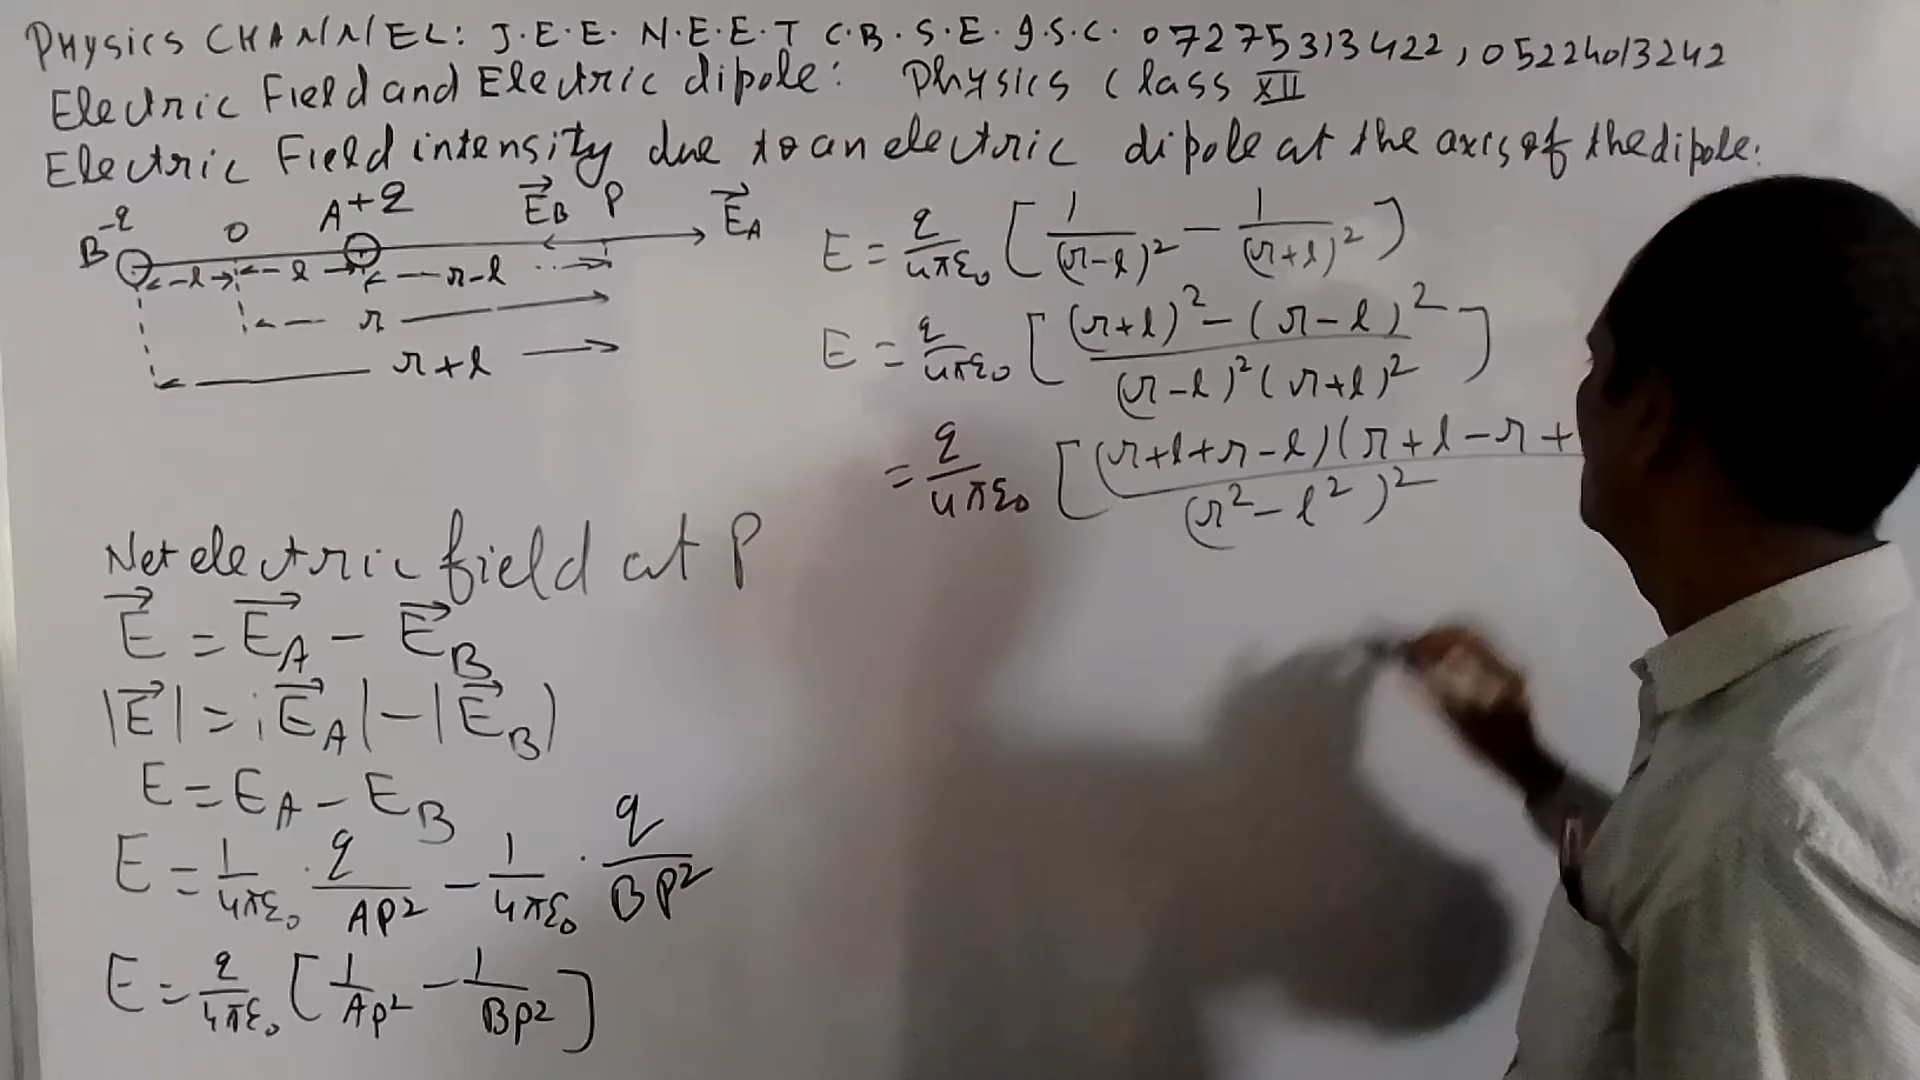 PHYSICS CHANNEL: J.E.E. N.E.E.T C.B.S.E. I.S.C. 07275313422, 05224013242
Electric Field and Electric dipole: Physics Class XII
Electric Field intensity due to an electric dipole at the axis of the dipole:
-q O A +q E⃗B P E⃗A
B
l l r-l
r
r+l
Net electric field at P
E⃗ = E⃗A - E⃗B
|E⃗| = |E⃗A| - |E⃗B|
E = EA - EB
E = 1/4πε₀ · q/AP² - 1/4πε₀ · q/BP²
E = q/4πε₀ [1/AP² - 1/BP²]
E = q/4πε₀ [1/(r-l)² - 1/(r+l)²]
E = q/4πε₀ [(r+l)² - (r-l)² / (r-l)² (r+l)²]
= q/4πε₀ [(r+l+r-l)(r+l-r+ / (r²-l²)²